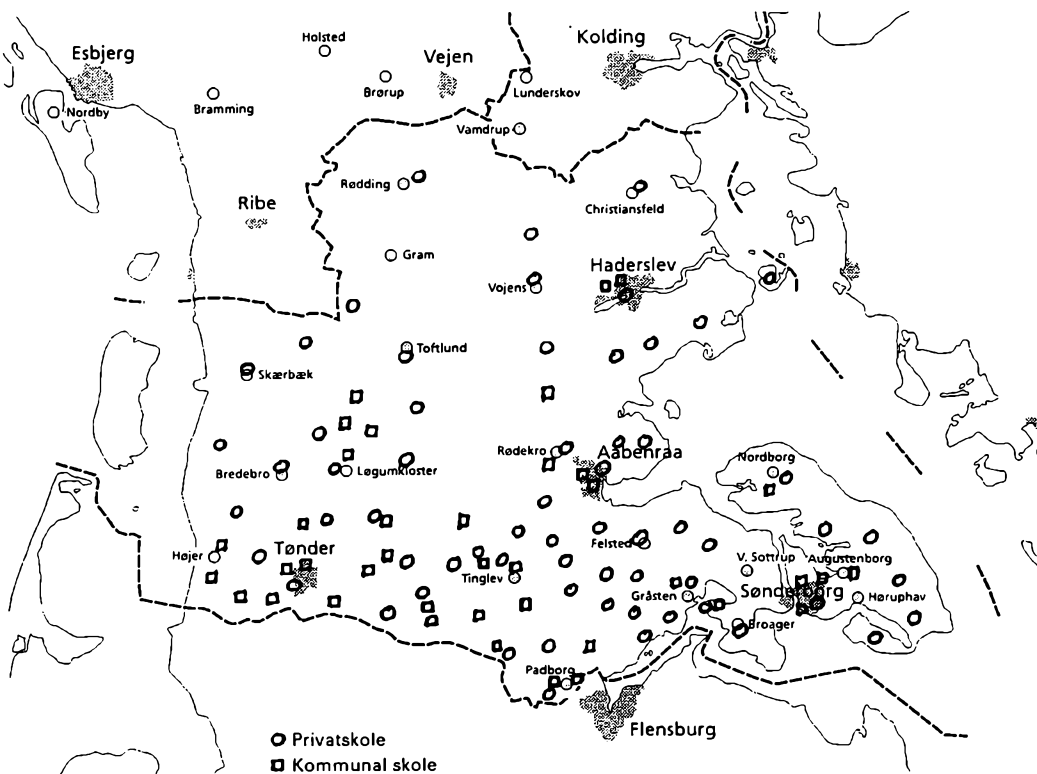 Holsted
Esbjerg
Vejen
Kolding
Brørup
Lunderskov
Bramming
Nordby
Vamdrup
Rødding
Christiansfeld
Ribe
Gram
Haderslev
Vojens
Toftlund
Skærbæk
Rødekro
Aabenraa
Nordborg
Bredebro
Løgumkloster
Felsted
Højer
Tønder
V. Sottrup
Augustenborg
Tinglev
Gråsten
Sønderborg
Høruphav
Broager
Padborg
Flensburg
Privatskole
Kommunal skole